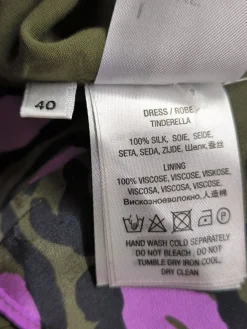 40
DRESS / ROBE
TINDERELLA
100% SILK, SOIE, SEIDE,
SETA, SEDA, ZIJDE, Шелк, 蚕丝
LINING
100% VISCOSE, VISCOSE, VISKOSE,
VISCOSA, VISCOSA, VISCOSE,
Вискозноеволокно, 人造棉
HAND WASH COLD SEPARATELY
DO NOT BLEACH , DO NOT
TUMBLE DRY IRON COOL,
DRY CLEAN